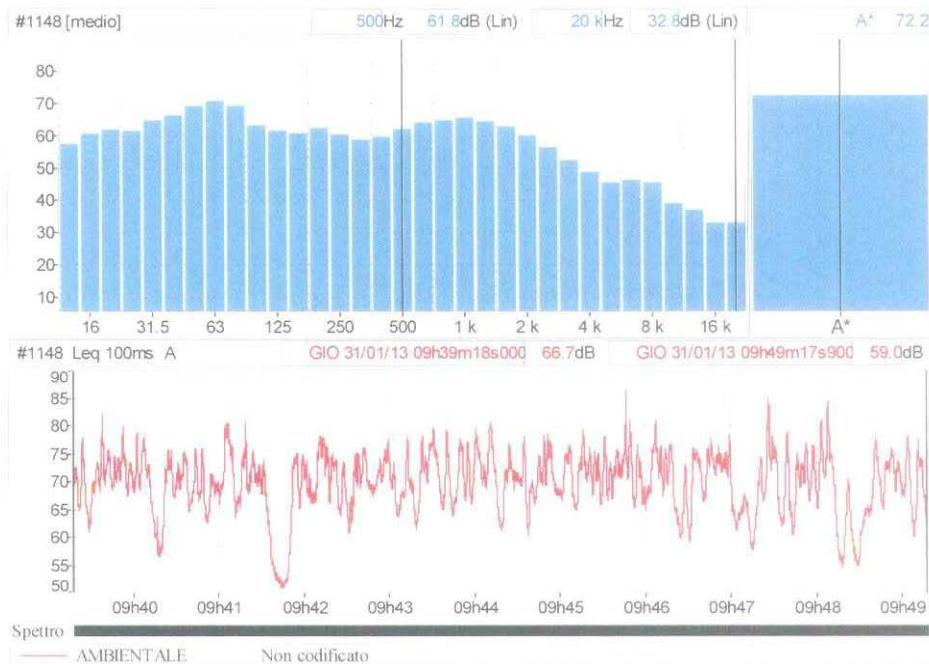 #1148 [medio] 500Hz 61.8dB (Lin) 20 kHz 32.8dB (Lin) A* 72.2
80
70
60
50
40
30
20
10
16 31.5 63 125 250 500 1 k 2 k 4 k 8 k 16 k A*
#1148 Leq 100ms A GIO 31/01/13 09h39m18s000 66.7dB GIO 31/01/13 09h49m17s900 59.0dB
90
85
80
75
70
65
60
55
50
09h40 09h41 09h42 09h43 09h44 09h45 09h46 09h47 09h48 09h49
Spettro
AMBIENTALE Non codificato